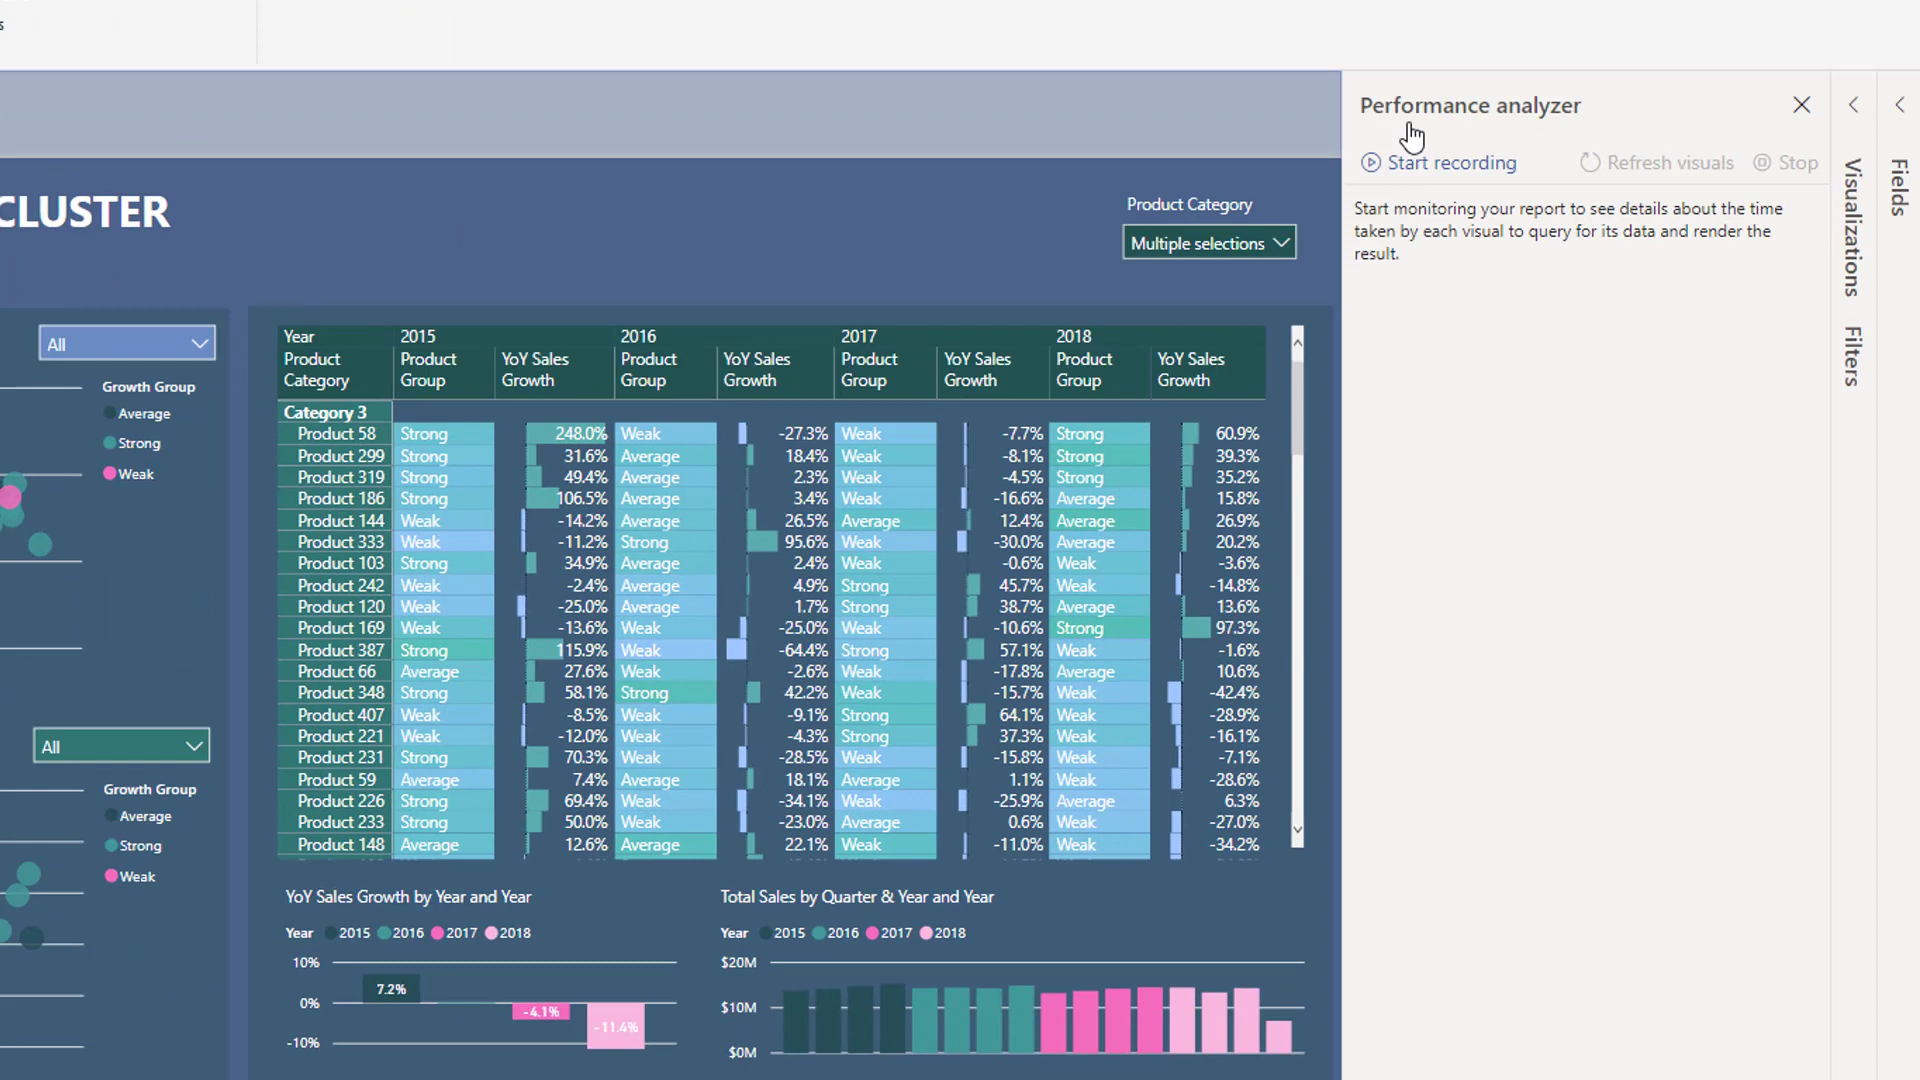 s
Performance analyzer
Start recording Refresh visuals Stop
Start monitoring your report to see details about the time
taken by each visual to query for its data and render the
result.
Visualizations
Filters
Fields
CLUSTER
Product Category
Multiple selections
All
Growth Group
Average
Strong
Weak
All
Growth Group
Average
Strong
Weak
Year 2015 2016 2017 2018
Product Category Product Group YoY Sales Growth Product Group YoY Sales Growth Product Group YoY Sales Growth Product Group YoY Sales Growth
Category 3
Product 58 Strong 248.0% Weak -27.3% Weak -7.7% Strong 60.9%
Product 299 Strong 31.6% Average 18.4% Weak -8.1% Strong 39.3%
Product 319 Strong 49.4% Average 2.3% Weak -4.5% Strong 35.2%
Product 186 Strong 106.5% Average 3.4% Weak -16.6% Average 15.8%
Product 144 Weak -14.2% Average 26.5% Average 12.4% Average 26.9%
Product 333 Weak -11.2% Strong 95.6% Weak -30.0% Average 20.2%
Product 103 Strong 34.9% Average 2.4% Weak -0.6% Weak -3.6%
Product 242 Weak -2.4% Average 4.9% Strong 45.7% Weak -14.8%
Product 120 Weak -25.0% Average 1.7% Strong 38.7% Average 13.6%
Product 169 Weak -13.6% Weak -25.0% Weak -10.6% Strong 97.3%
Product 387 Strong 115.9% Weak -64.4% Strong 57.1% Weak -1.6%
Product 66 Average 27.6% Weak -2.6% Weak -17.8% Average 10.6%
Product 348 Strong 58.1% Strong 42.2% Weak -15.7% Weak -42.4%
Product 407 Weak -8.5% Weak -9.1% Strong 64.1% Weak -28.9%
Product 221 Weak -12.0% Weak -4.3% Strong 37.3% Weak -16.1%
Product 231 Strong 70.3% Weak -28.5% Weak -15.8% Weak -7.1%
Product 59 Average 7.4% Average 18.1% Average 1.1% Weak -28.6%
Product 226 Strong 69.4% Weak -34.1% Weak -25.9% Average 6.3%
Product 233 Strong 50.0% Weak -23.0% Average 0.6% Weak -27.0%
Product 148 Average 12.6% Average 22.1% Weak -11.0% Weak -34.2%
YoY Sales Growth by Year and Year
Year 2015 2016 2017 2018
10%
7.2%
0%
-4.1%
-11.4%
-10%
Total Sales by Quarter & Year and Year
Year 2015 2016 2017 2018
$20M
$10M
$0M